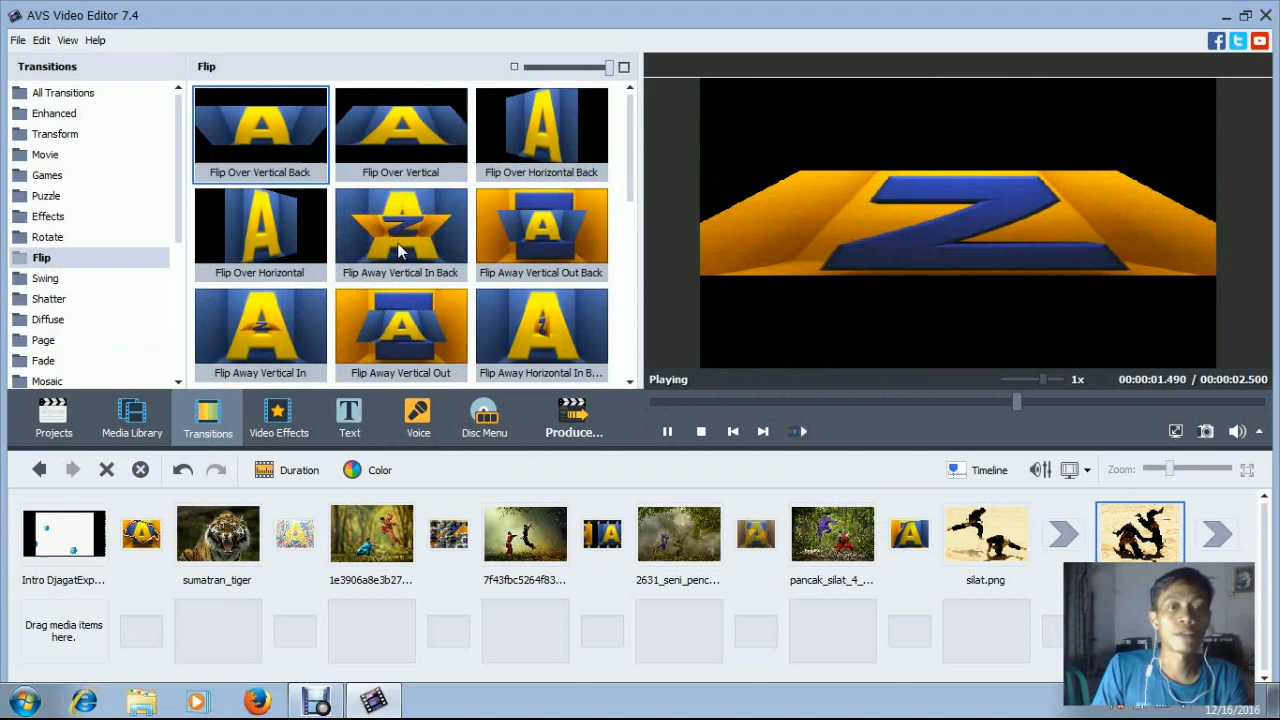 AVS Video Editor 7.4
File Edit View Help
Transitions
Flip
All Transitions
Enhanced
Transform
Movie
Games
Puzzle
Effects
Rotate
Flip
Swing
Shatter
Diffuse
Page
Fade
Mosaic
Flip Over Vertical Back
Flip Over Vertical
Flip Over Horizontal Back
Flip Over Horizontal
Flip Away Vertical In Back
Flip Away Vertical Out Back
Flip Away Vertical In
Flip Away Vertical Out
Flip Away Horizontal In B...
Z
Playing
1x
00:00:01.490 / 00:00:02.500
Projects
Media Library
Transitions
Video Effects
Text
Voice
Disc Menu
Produce...
Duration
Color
Timeline
Zoom:
Intro DjagatExp...
sumatran_tiger
1e3906a8e3b27...
7f43fbc5264f83...
2631_seni_penc...
pancak_silat_4_...
silat.png
Drag media items
here.
12/16/2016